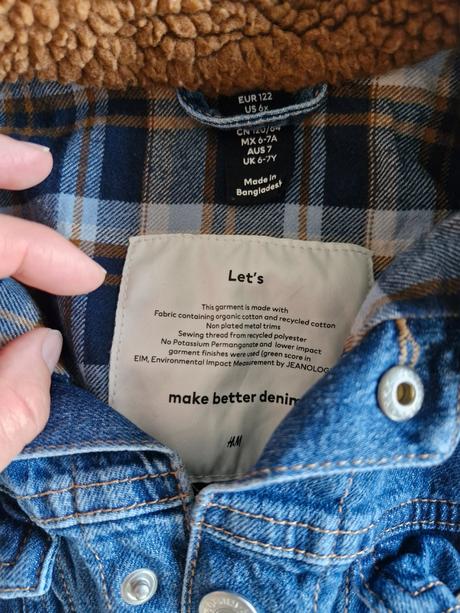 EUR 122
US 6x
CN 120/64
MX 6-7A
AUS 7
UK 6-7Y
Made in
Bangladesh
Let's
This garment is made with
Fabric containing organic cotton and recycled cotton
Non plated metal trims
Sewing thread from recycled polyester
No Potassium Permanganate and lower impact
garment finishes were used (green score in
EIM, Environmental Impact Measurement by JEANOLOG
make better denim
H&M